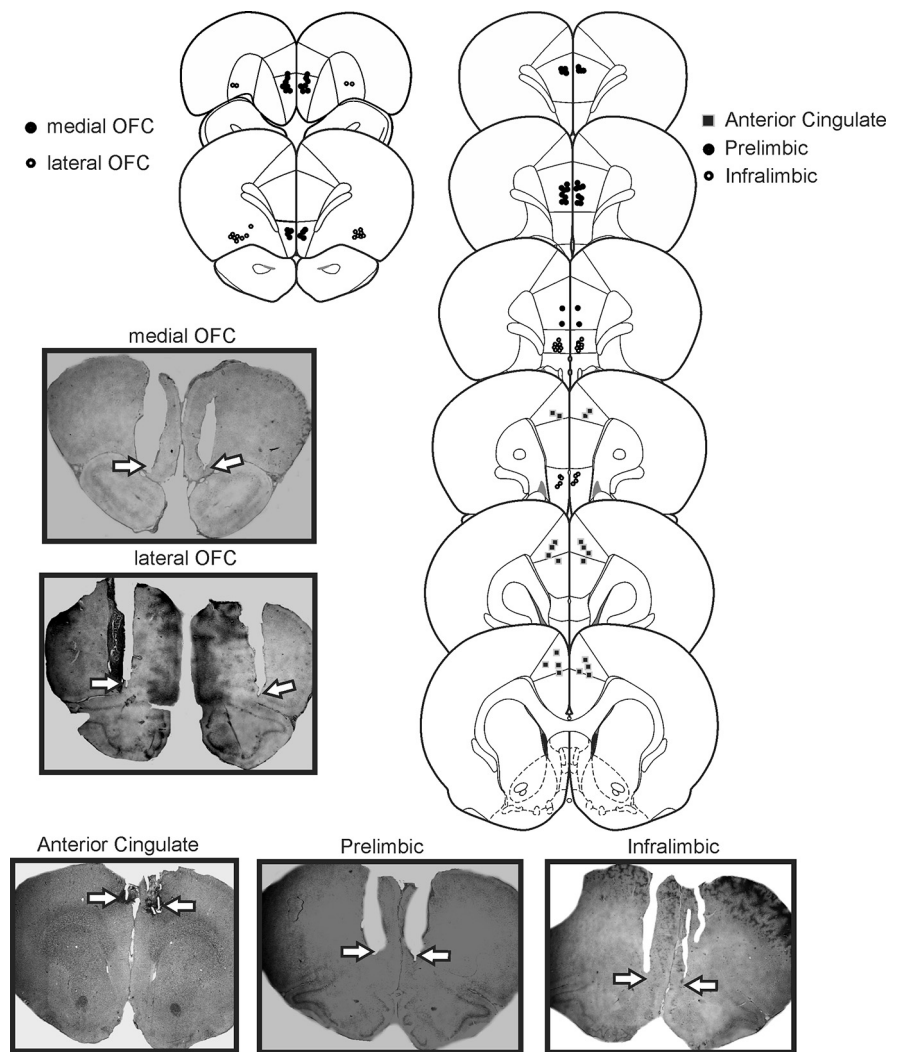 medial OFC
lateral OFC
Anterior Cingulate
Prelimbic
Infralimbic
medial OFC
lateral OFC
Anterior Cingulate
Prelimbic
Infralimbic